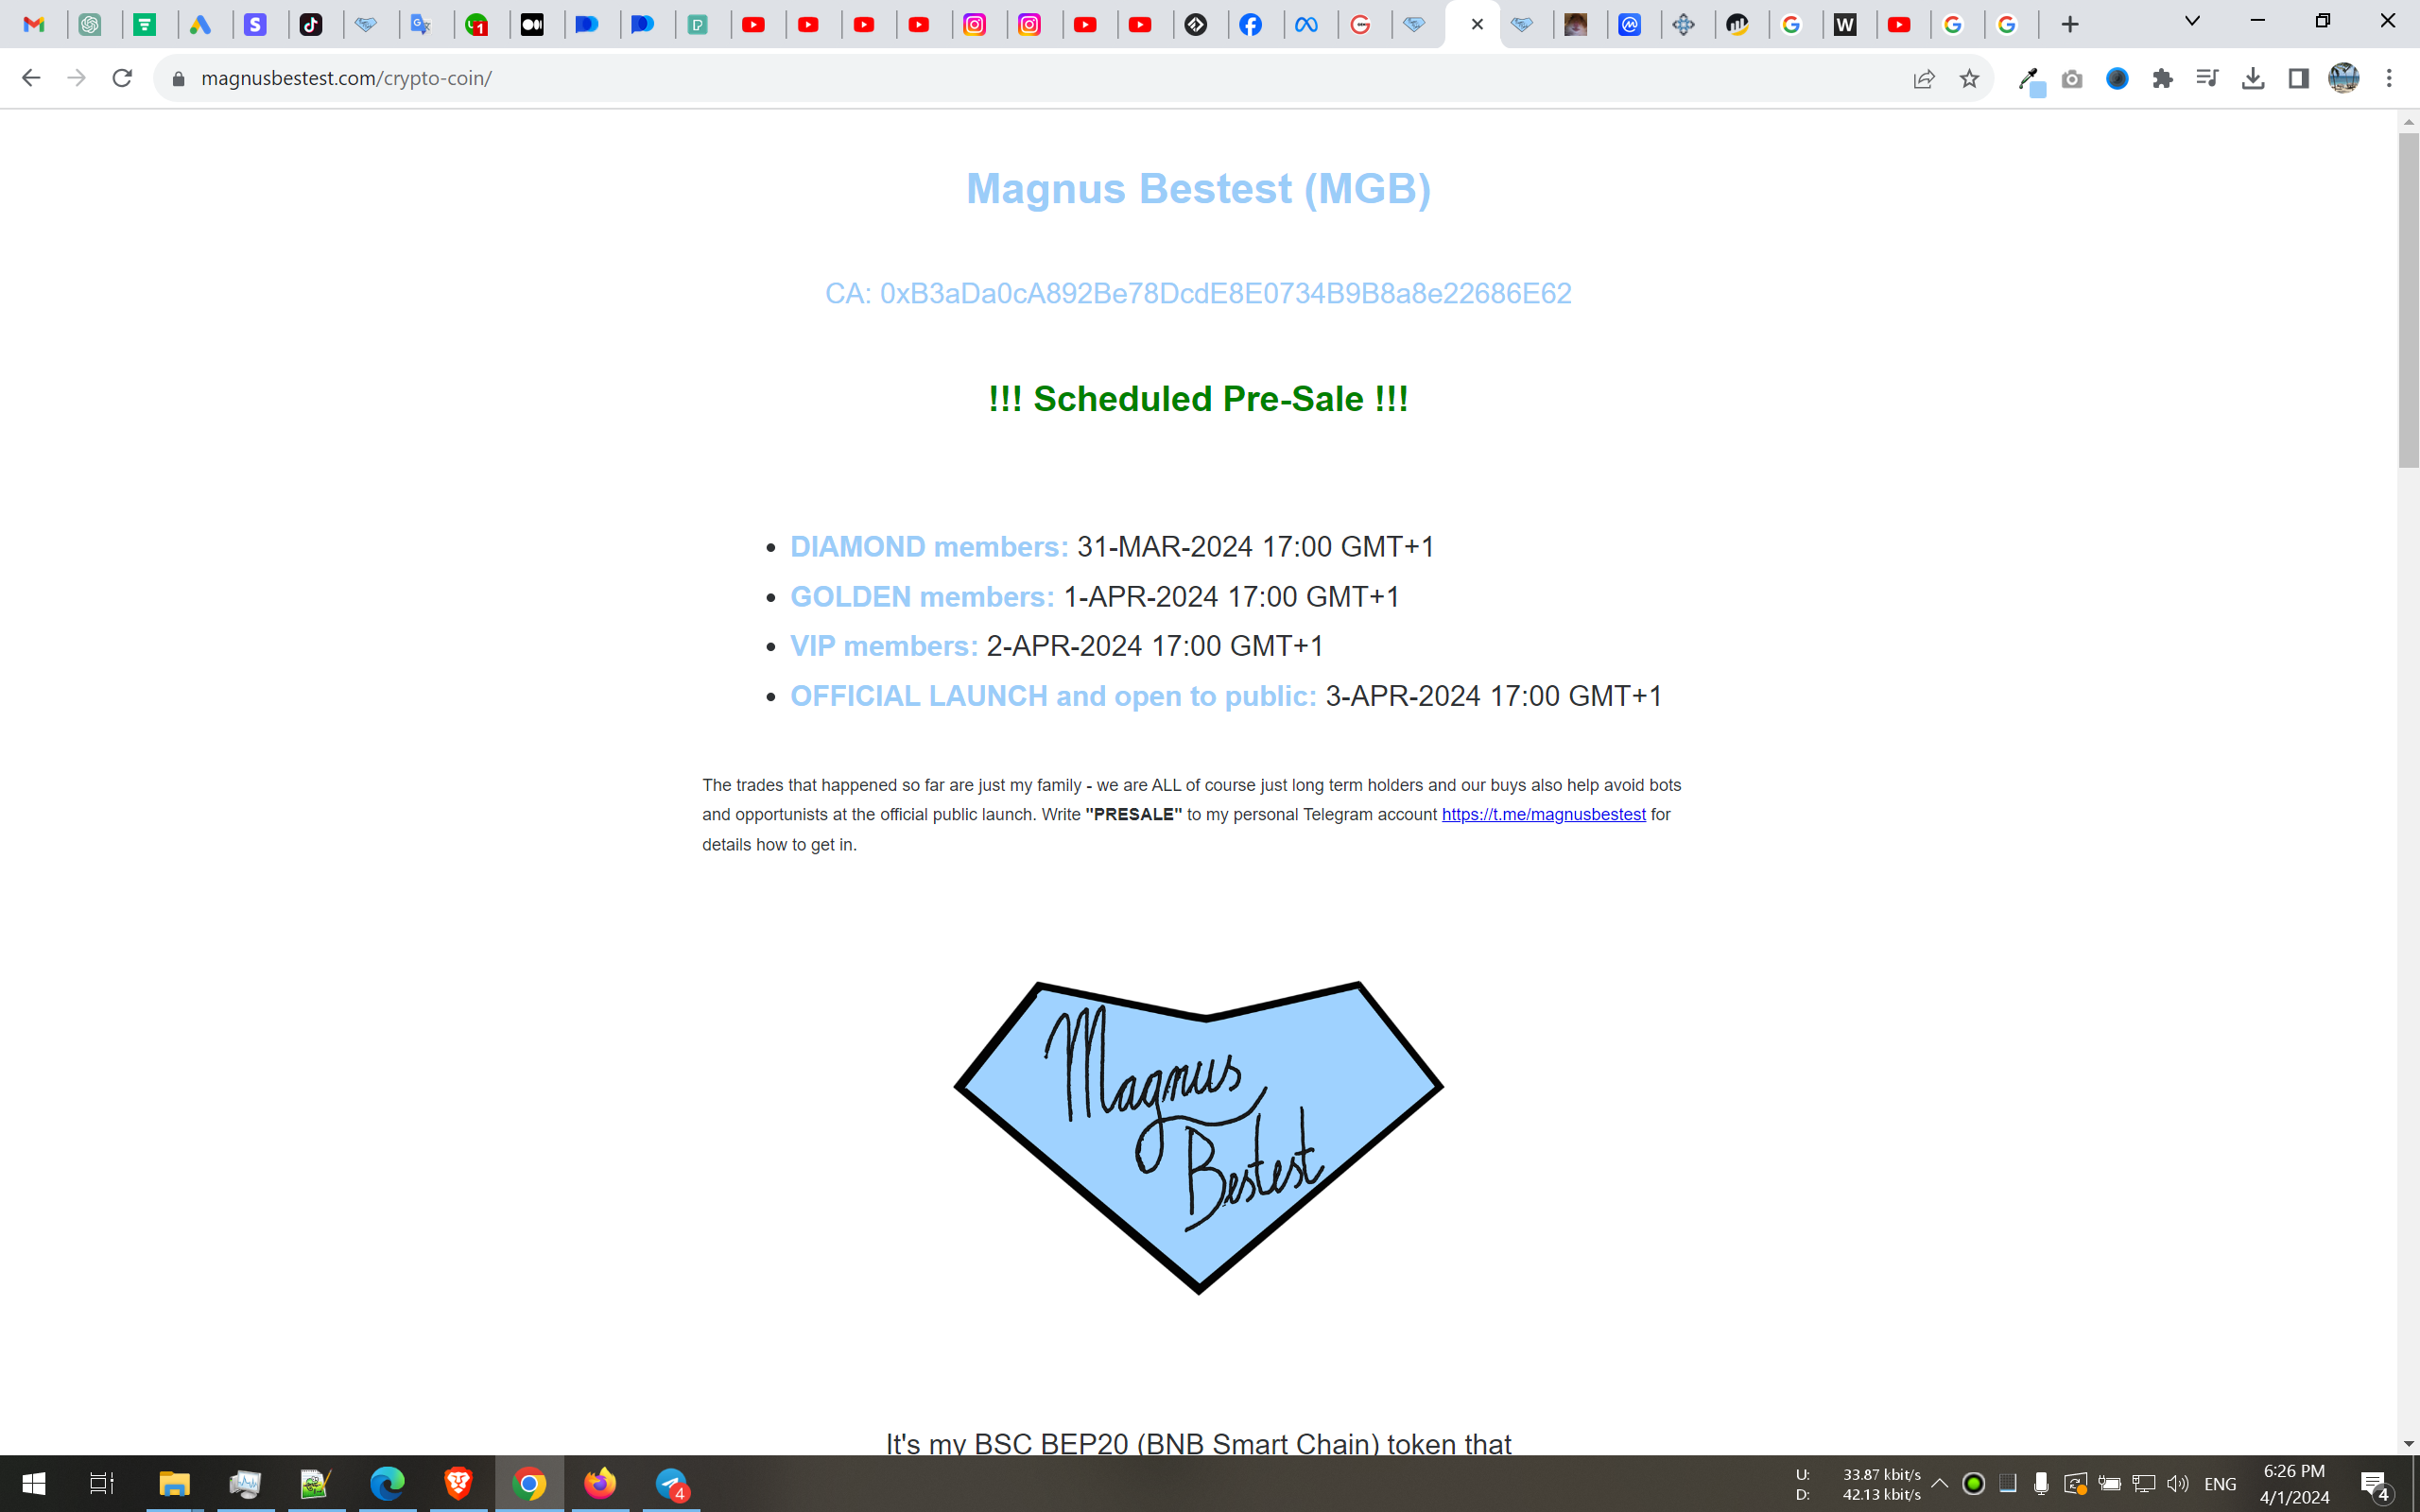 magnusbestest.com/crypto-coin/
Magnus Bestest (MGB)
CA: 0xB3aDa0cA892Be78DcdE8E0734B9B8a8e22686E62
!!! Scheduled Pre-Sale !!!
• DIAMOND members: 31-MAR-2024 17:00 GMT+1
• GOLDEN members: 1-APR-2024 17:00 GMT+1
• VIP members: 2-APR-2024 17:00 GMT+1
• OFFICIAL LAUNCH and open to public: 3-APR-2024 17:00 GMT+1
The trades that happened so far are just my family - we are ALL of course just long term holders and our buys also help avoid bots
and opportunists at the official public launch. Write "PRESALE" to my personal Telegram account https://t.me/magnusbestest for
details how to get in.
Magnus
Bestest
It's my BSC BEP20 (BNB Smart Chain) token that
4
U: 33.87 kbit/s
D: 42.13 kbit/s
ENG
6:26 PM
4/1/2024
4